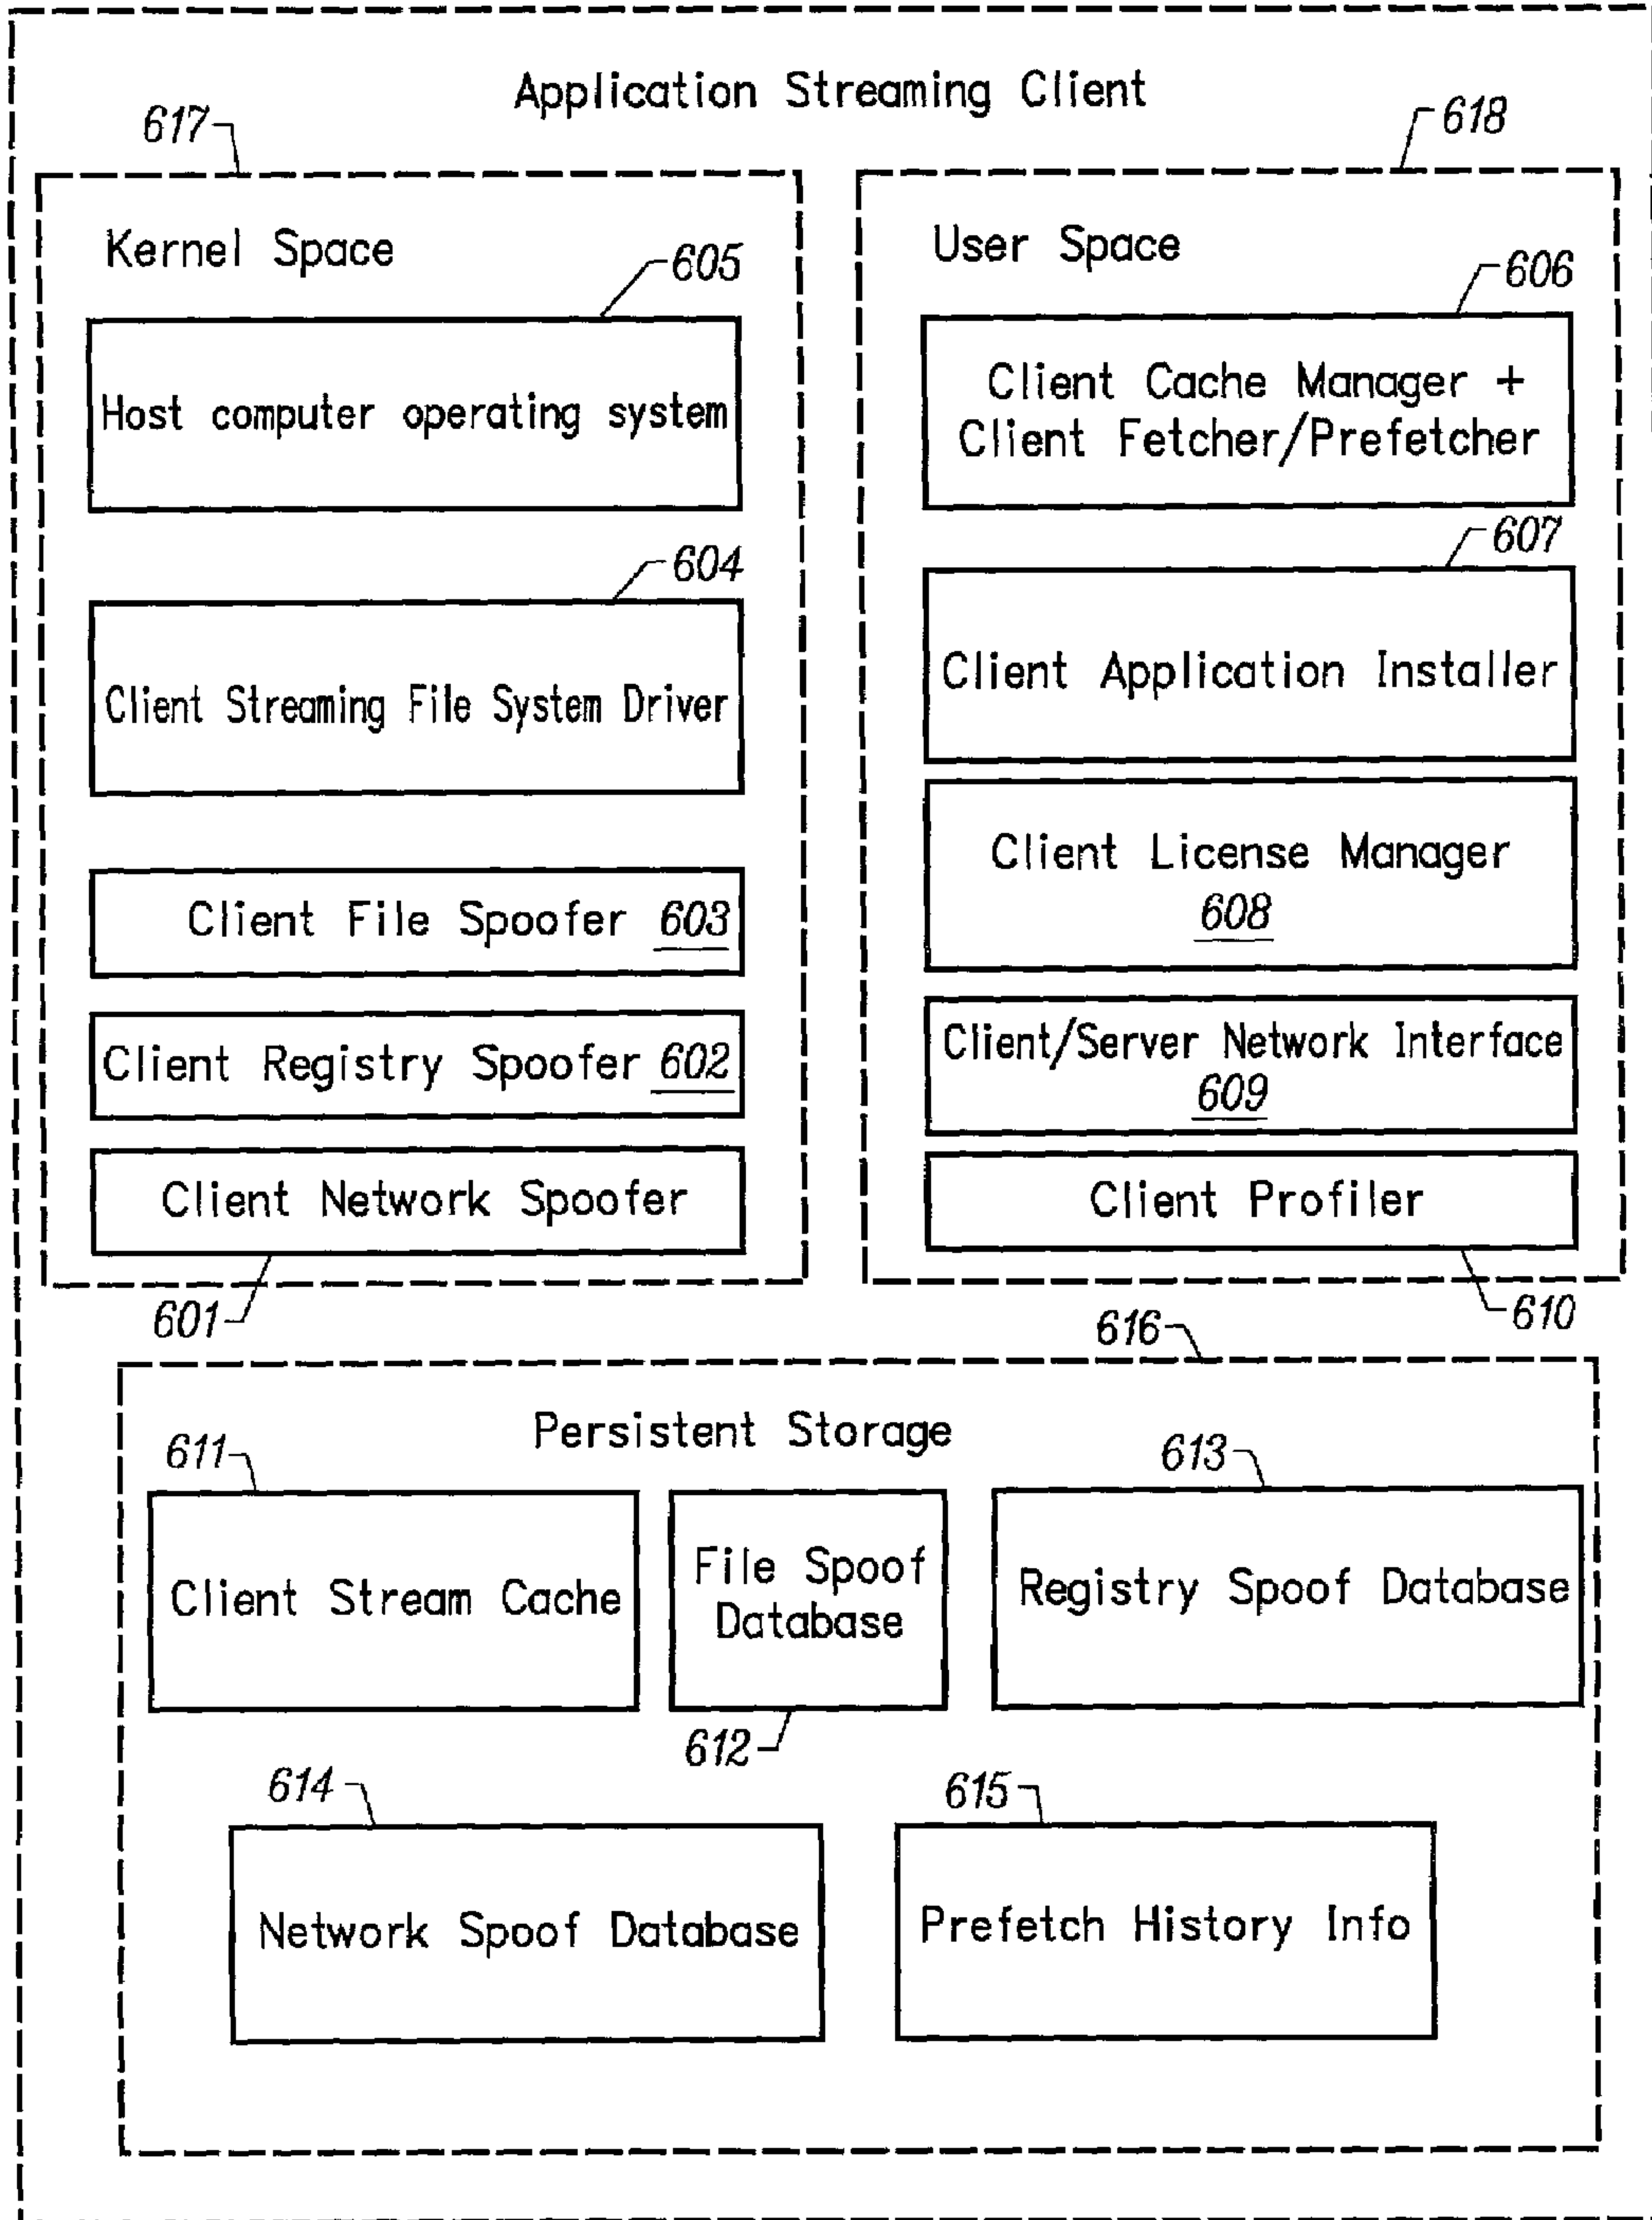 Application Streaming Client
617
618
Kernel Space
605
Host computer operating system
604
Client Streaming File System Driver
Client File Spoofer 603
Client Registry Spoofer 602
Client Network Spoofer
601
User Space
606
Client Cache Manager +
Client Fetcher/Prefetcher
607
Client Application Installer
Client License Manager
608
Client/Server Network Interface
609
Client Profiler
610
616
Persistent Storage
611
Client Stream Cache
File Spoof
Database
612
613
Registry Spoof Database
614
Network Spoof Database
615
Prefetch History Info